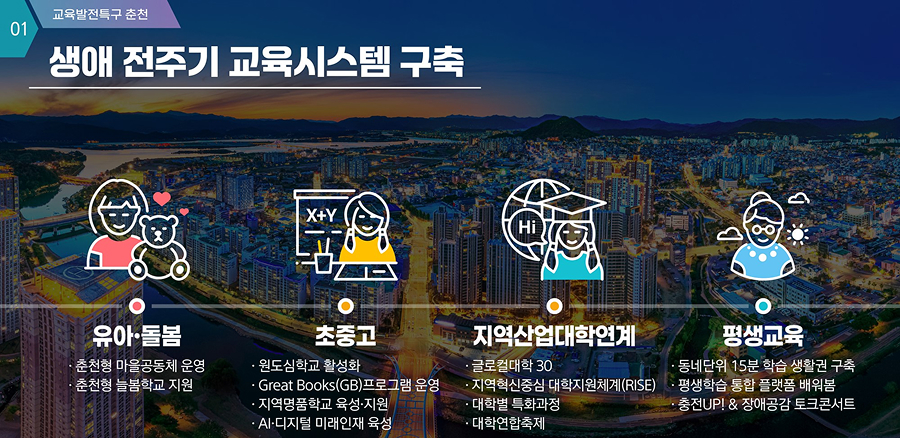 01
교육발전특구 춘천
생애 전주기 교육시스템 구축
X+Y
Hi
유아·돌봄
· 춘천형 마을공동체 운영
· 춘천형 늘봄학교 지원
초중고
· 원도심학교 활성화
· Great Books(GB)프로그램 운영
· 지역명품학교 육성·지원
· AI·디지털 미래인재 육성
지역산업대학연계
· 글로컬대학 30
· 지역혁신중심 대학지원체계(RISE)
· 대학별 특화과정
· 대학연합축제
평생교육
· 동네단위 15분 학습 생활권 구축
· 평생학습 통합 플랫폼 배워봄
· 충전UP! & 장애공감 토크콘서트